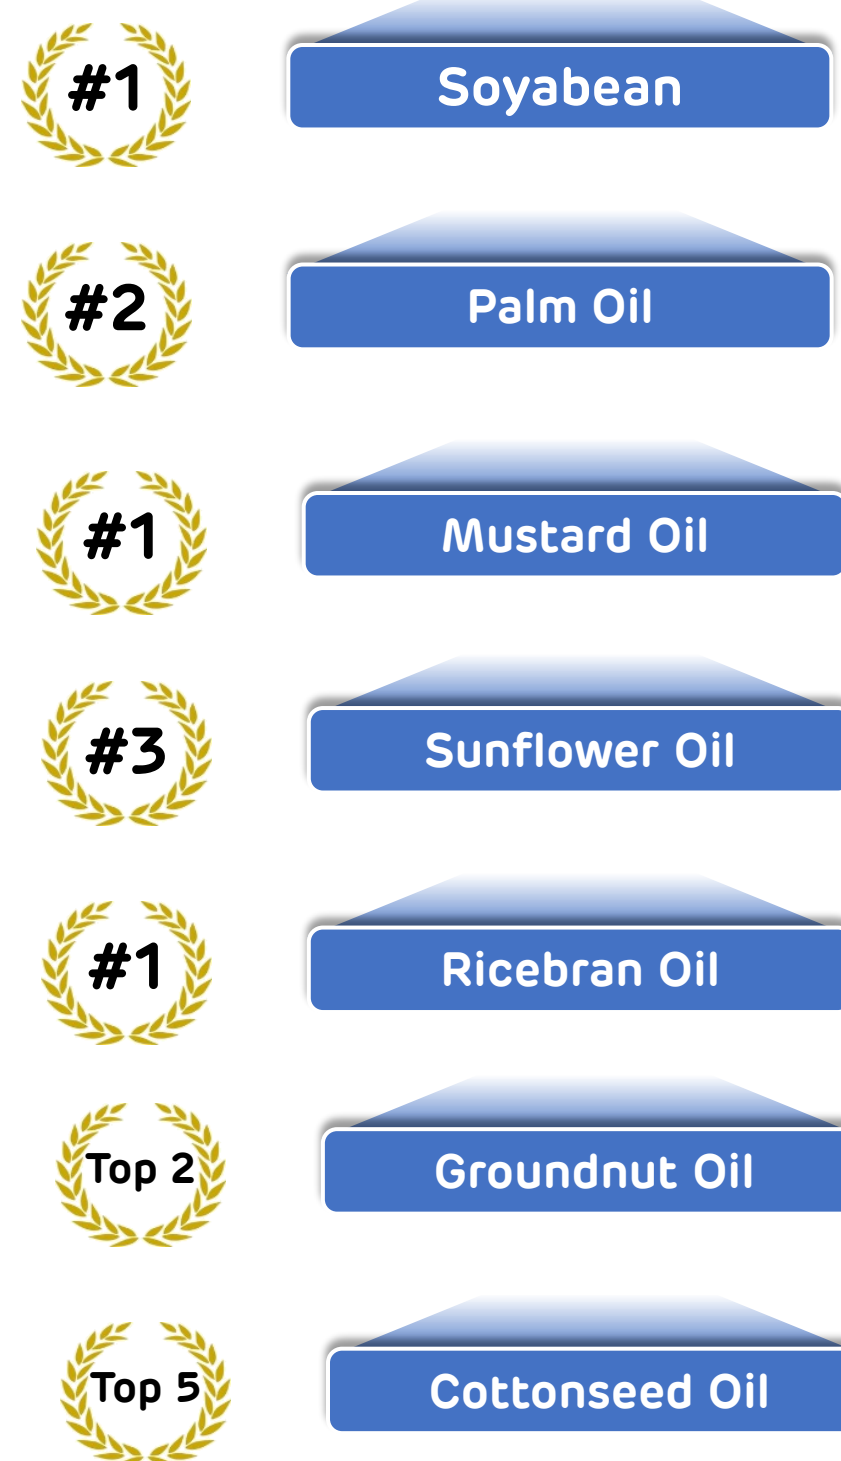 #1
Soyabean
#2
Palm Oil
#1
Mustard Oil
#3
Sunflower Oil
#1
Ricebran Oil
Top 2
Groundnut Oil
Top 5
Cottonseed Oil